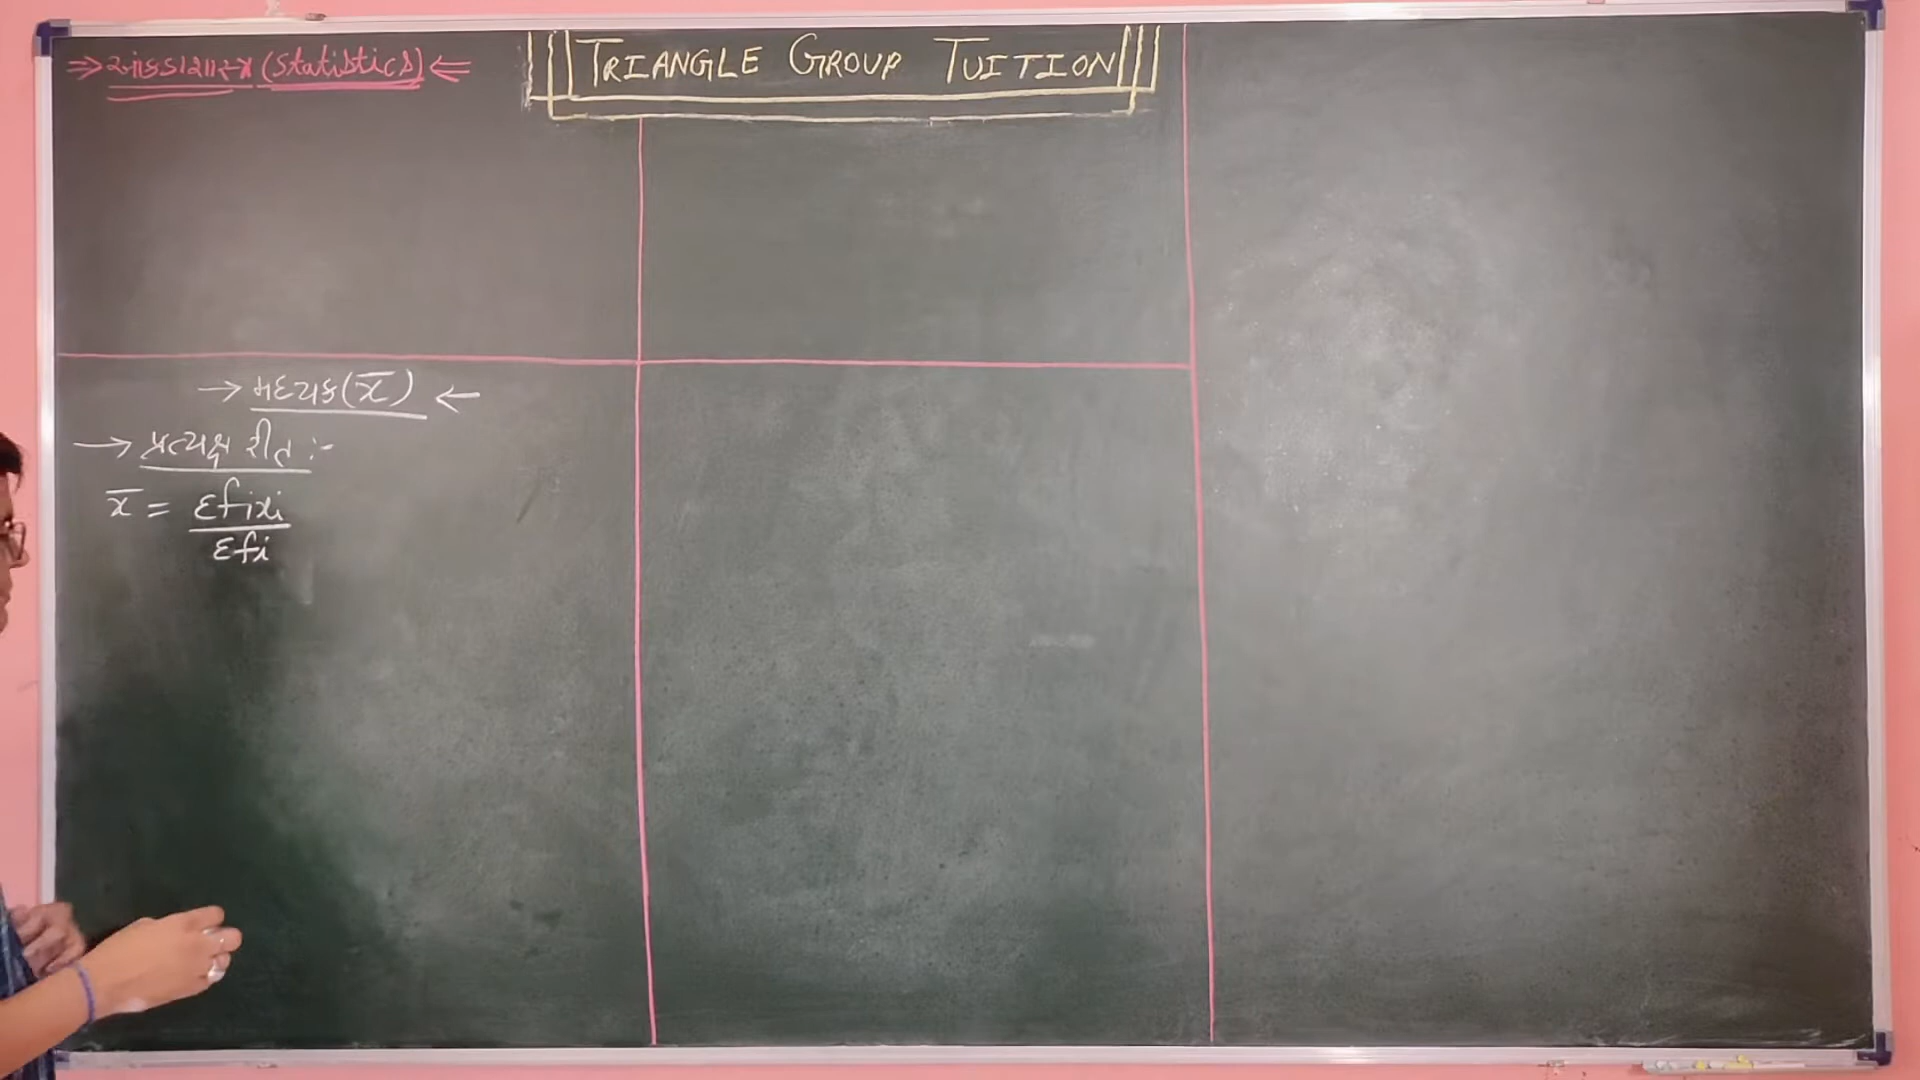 ⇒ આંકડાશાસ્ત્ર (Statistics) ⇐
TRIANGLE GROUP TUITION
→ મધ્યક (x̄) ←
→ પ્રત્યક્ષ રીત :-
x̄ = Σfixi / Σfi